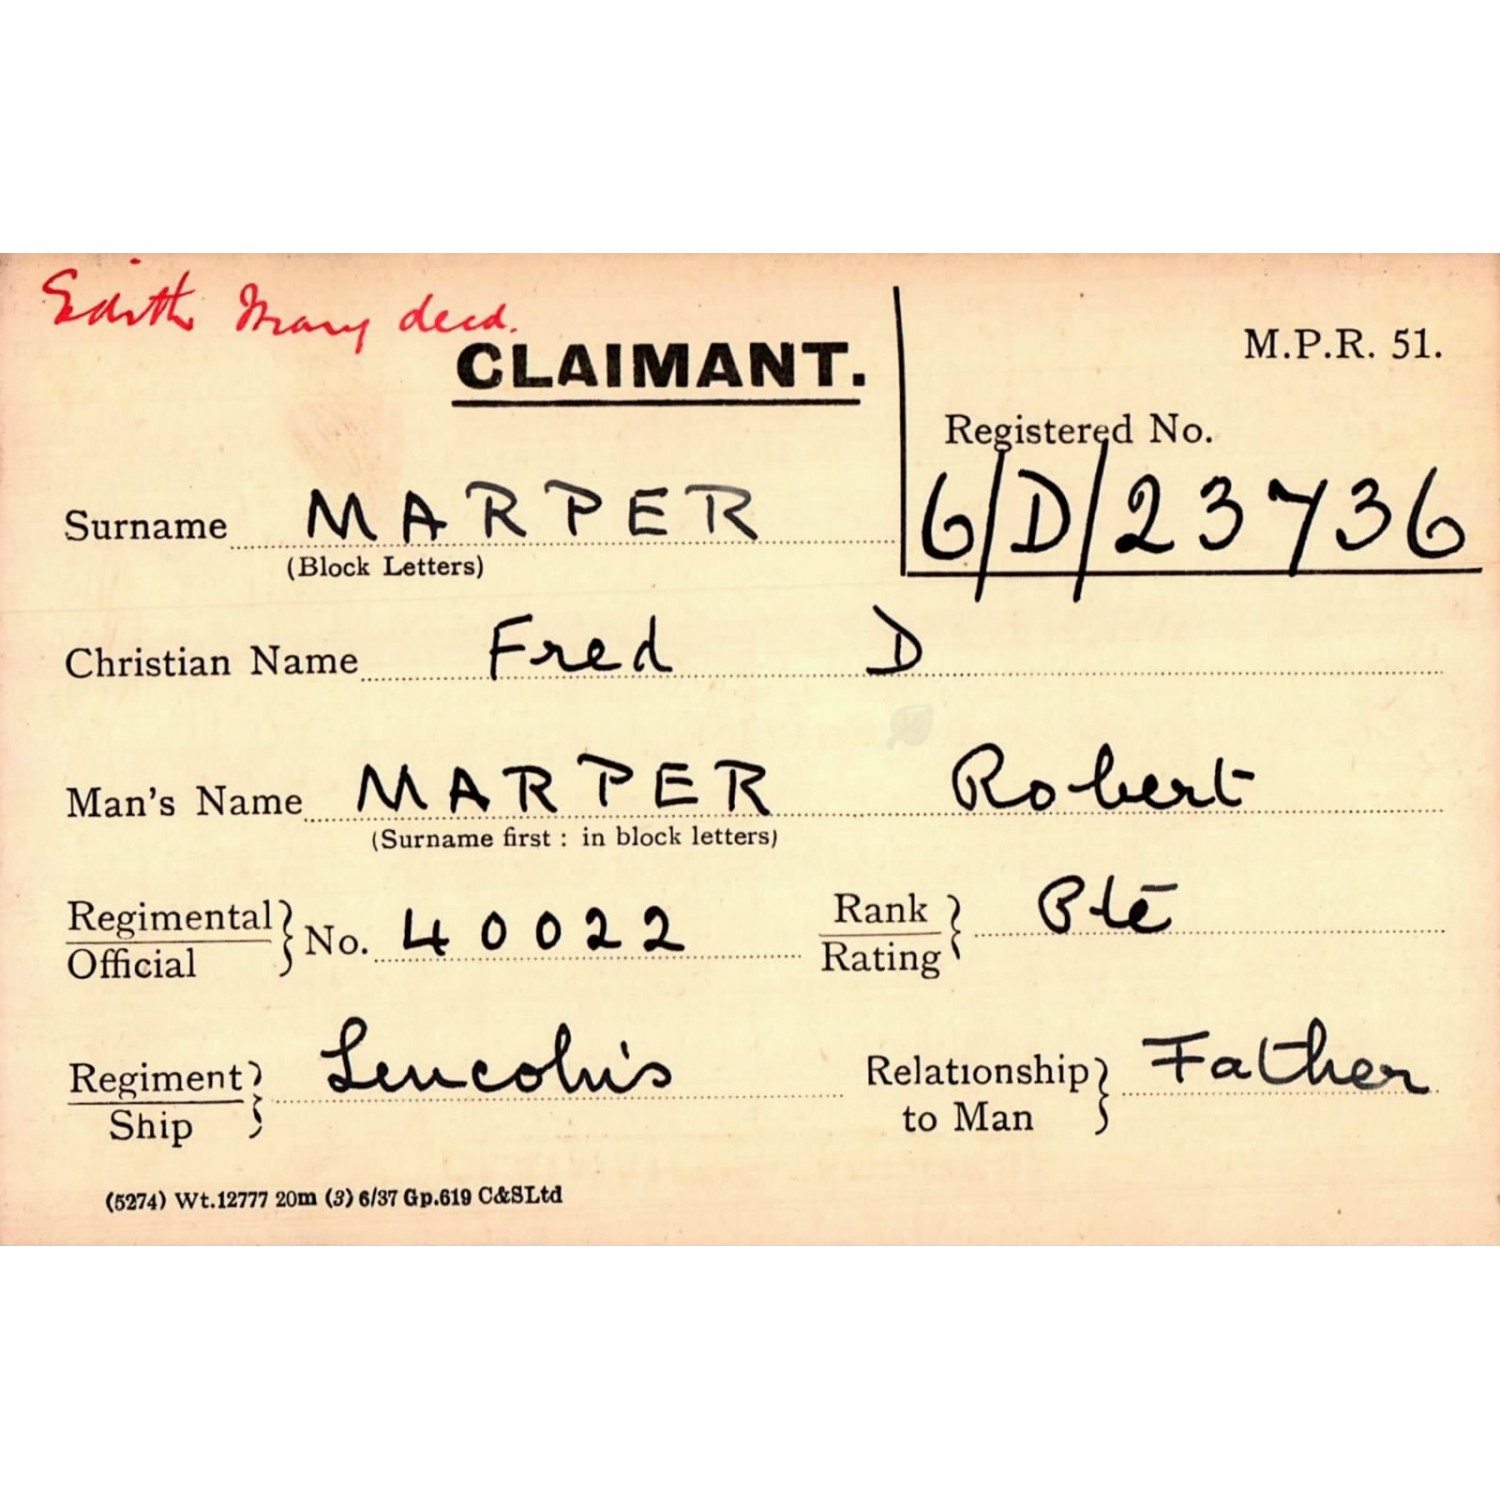 Edith Mary decd.
CLAIMANT.
M.P.R. 51.
Registered No.
6/D/23736
Surname MARPER
(Block Letters)
Christian Name Fred D
Man's Name MARPER Robert
(Surname first : in block letters)
Regimental
Official } No. 40022
Rank
Rating } Pte
Regiment
Ship } Lincoln's
Relationship
to Man } Father
(5274) Wt.12777 20m (3) 6/37 Gp.619 C&SLtd